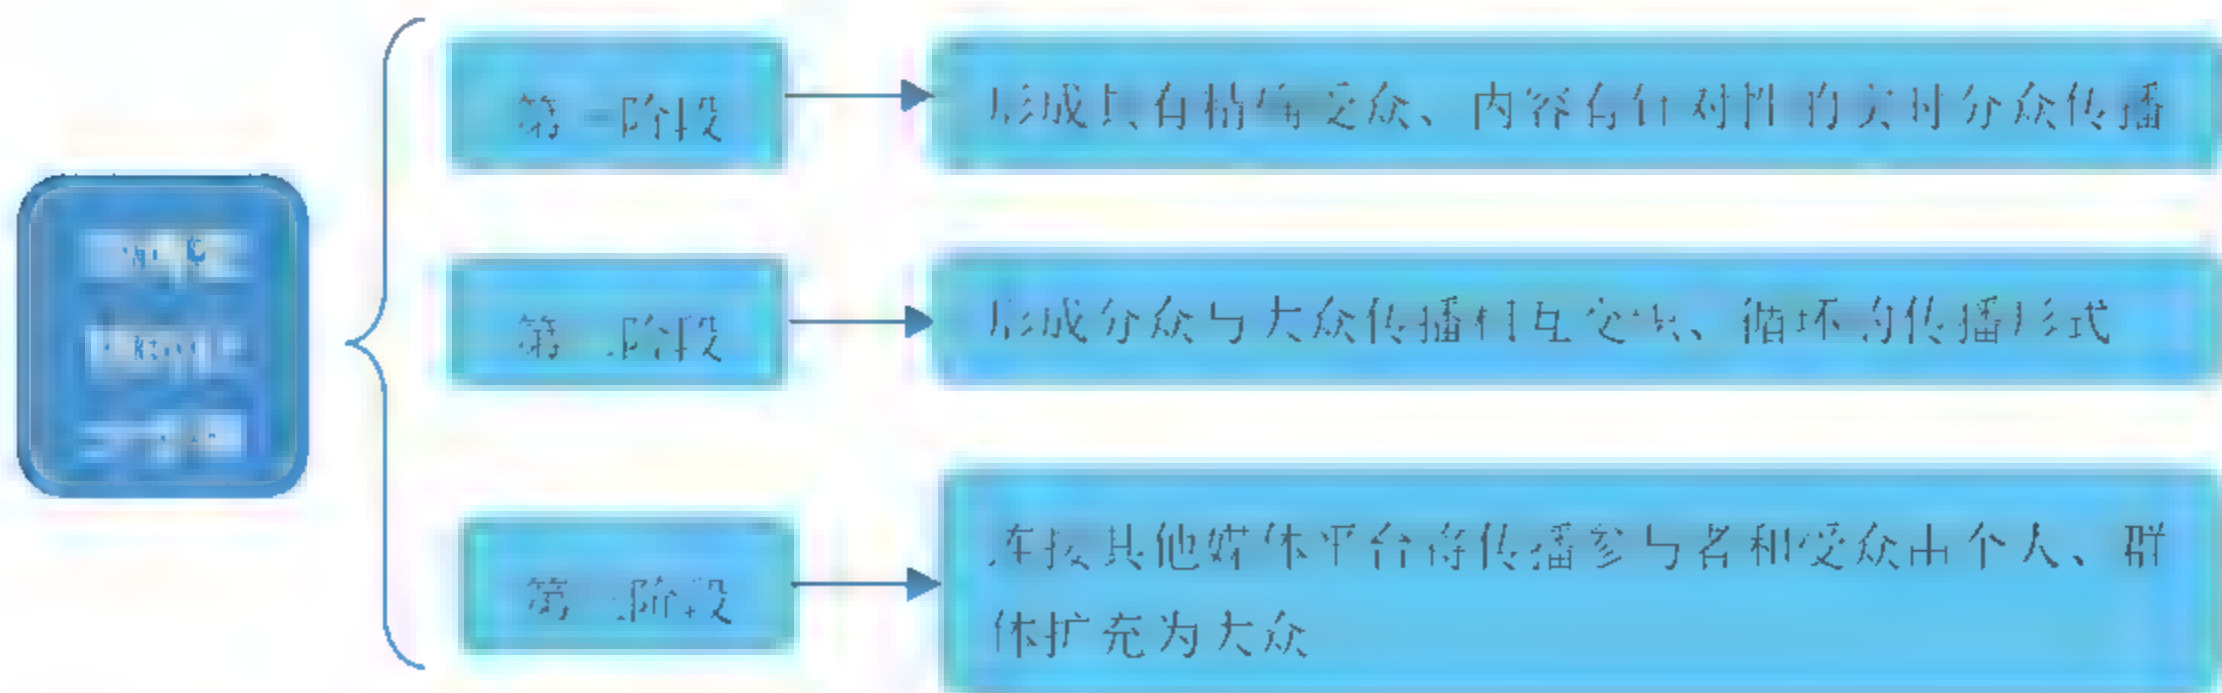 第一阶段
形成具有精准受众、内容有针对性的实时分众传播
第二阶段
形成分众与大众传播相互交织、循环的传播形式
第三阶段
连接其他媒体平台将传播参与者和受众由个人、群
体扩充为大众